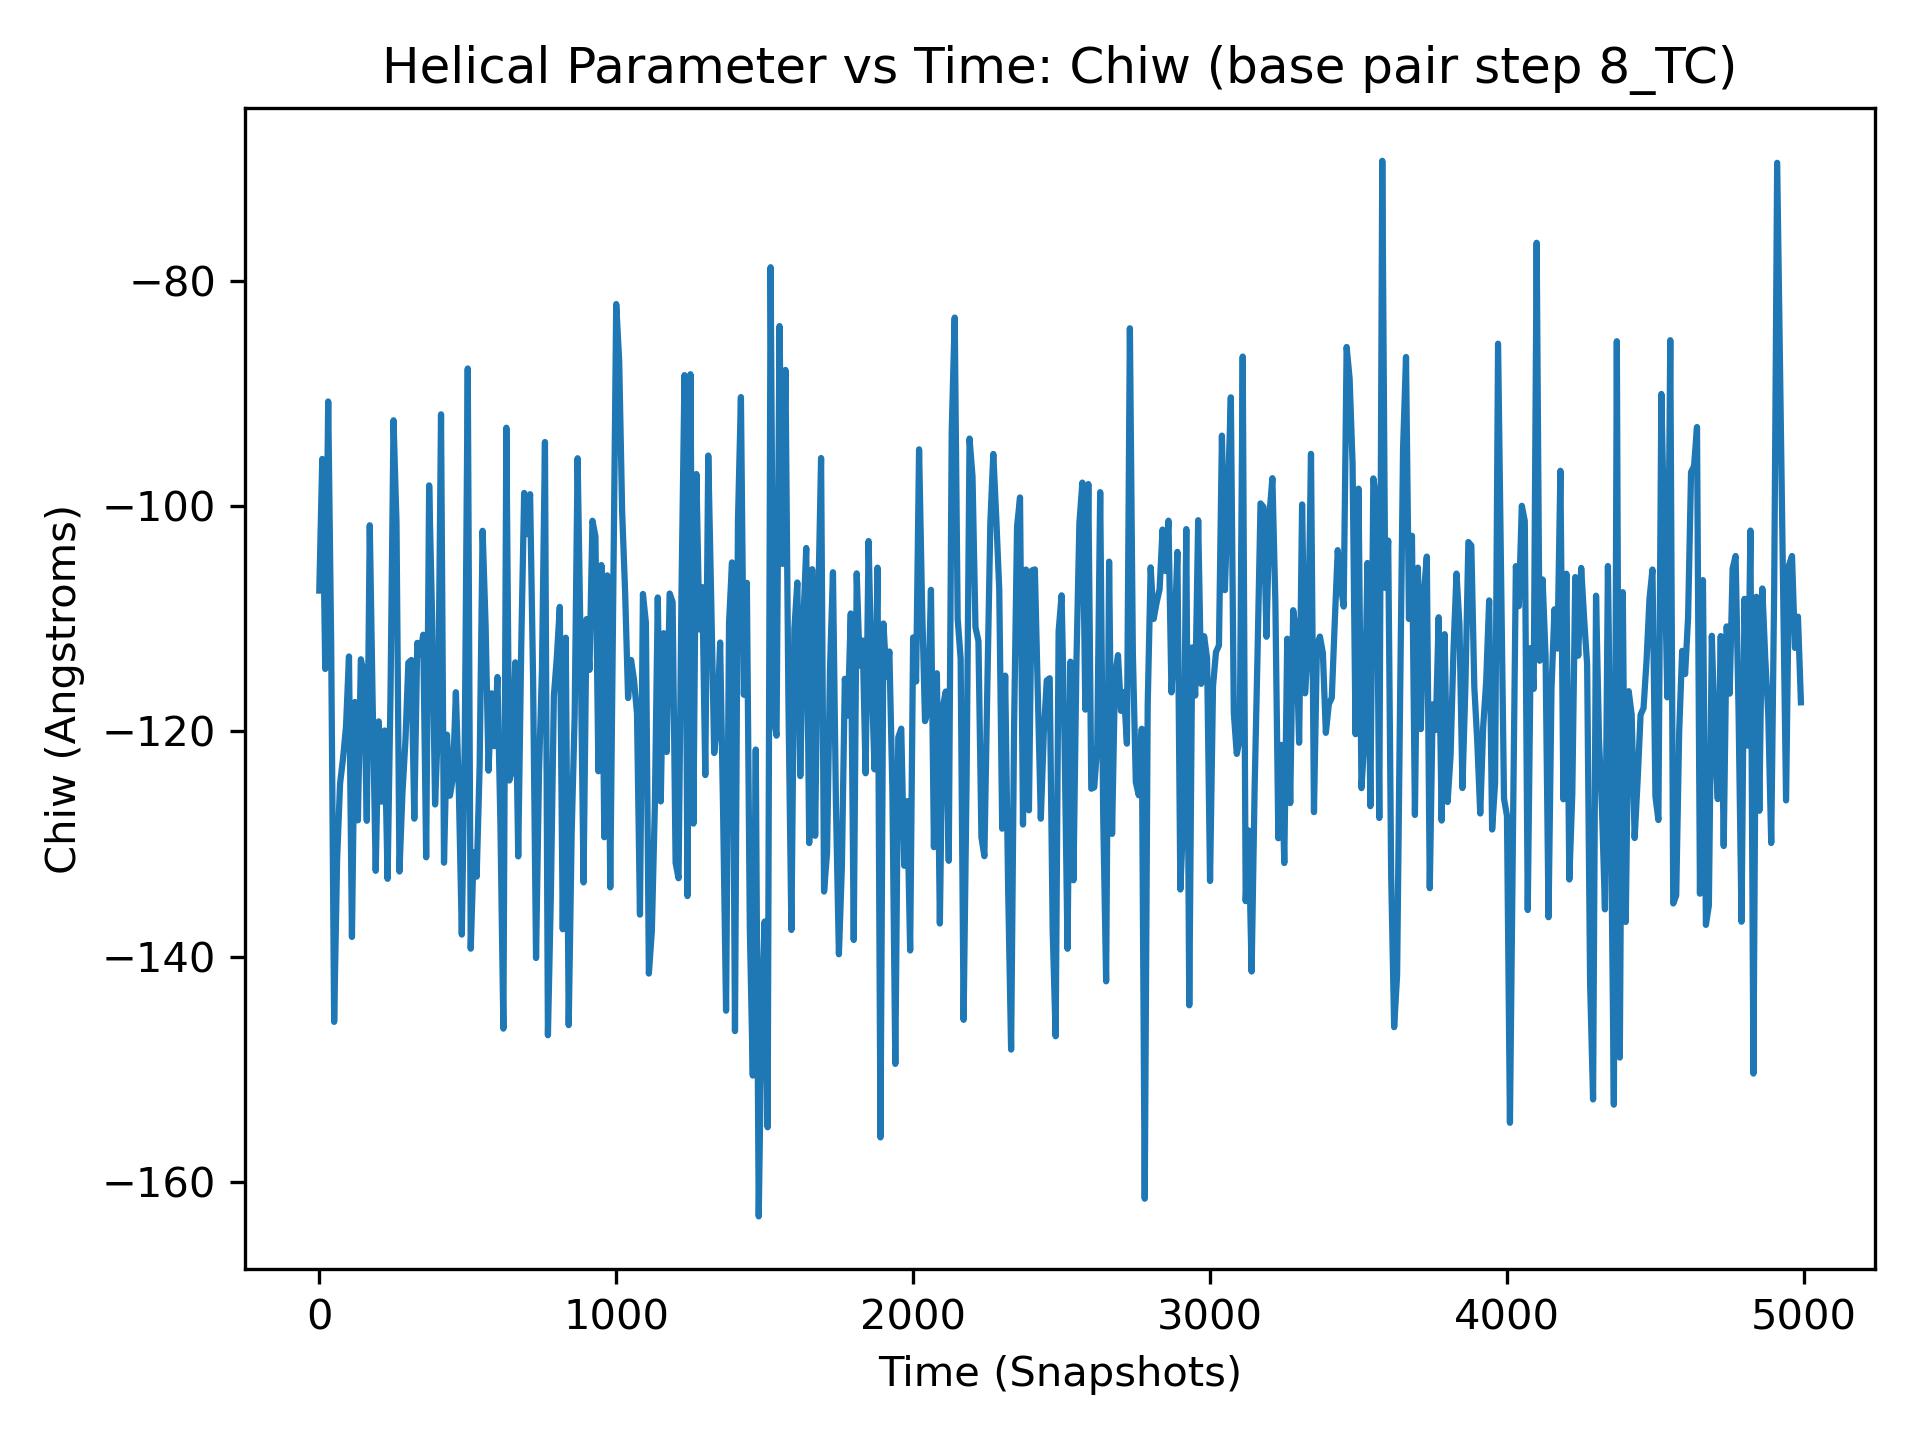 Helical Parameter vs Time: Chiw (base pair step 8_TC)
Chiw (Angstroms)
−80
−100
−120
−140
−160
0 1000 2000 3000 4000 5000
Time (Snapshots)